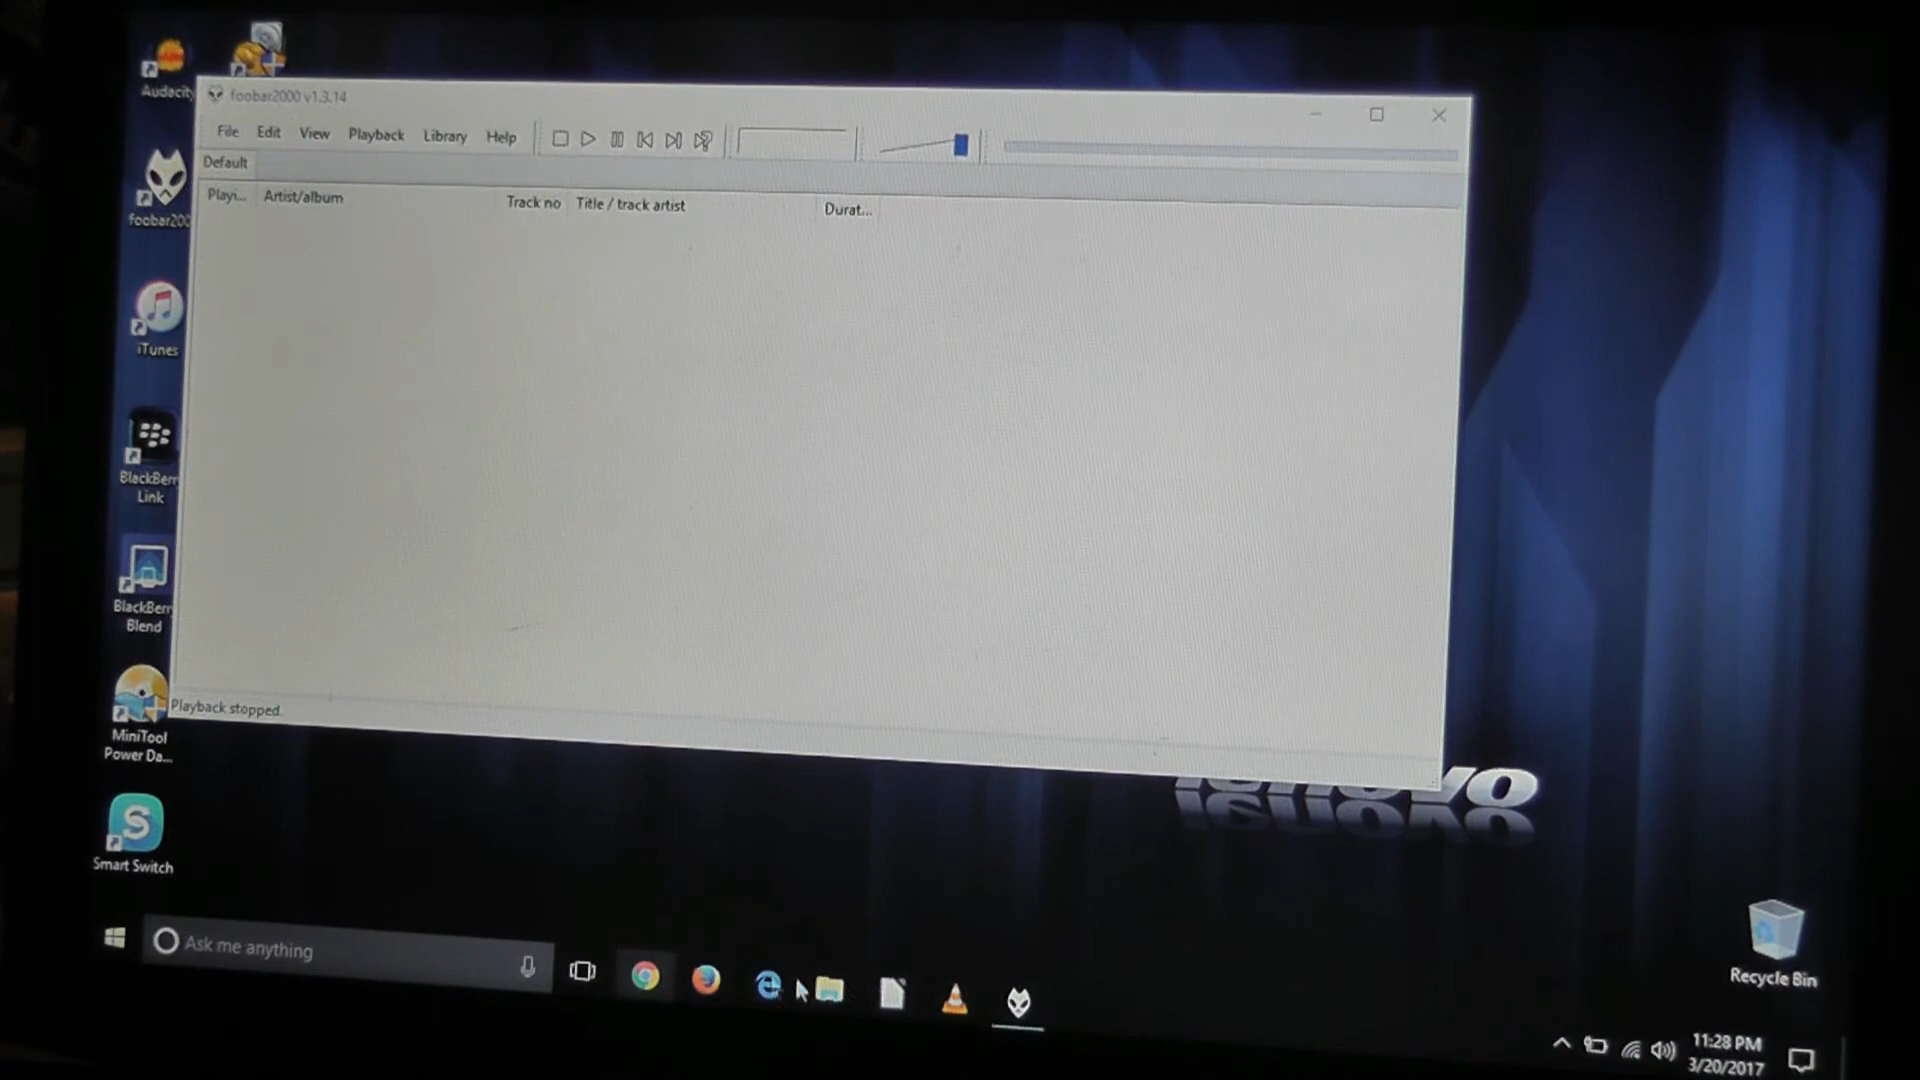 Audacity
foobar2000 v1.3.14
File Edit View Playback Library Help
Default
Playi... Artist/album Track no Title / track artist Durat...
foobar200
iTunes
BlackBerr
Link
BlackBerr
Blend
Playback stopped.
MiniTool
Power Da...
Smart Switch
lenovo
Recycle Bin
Ask me anything
11:28 PM
3/20/2017